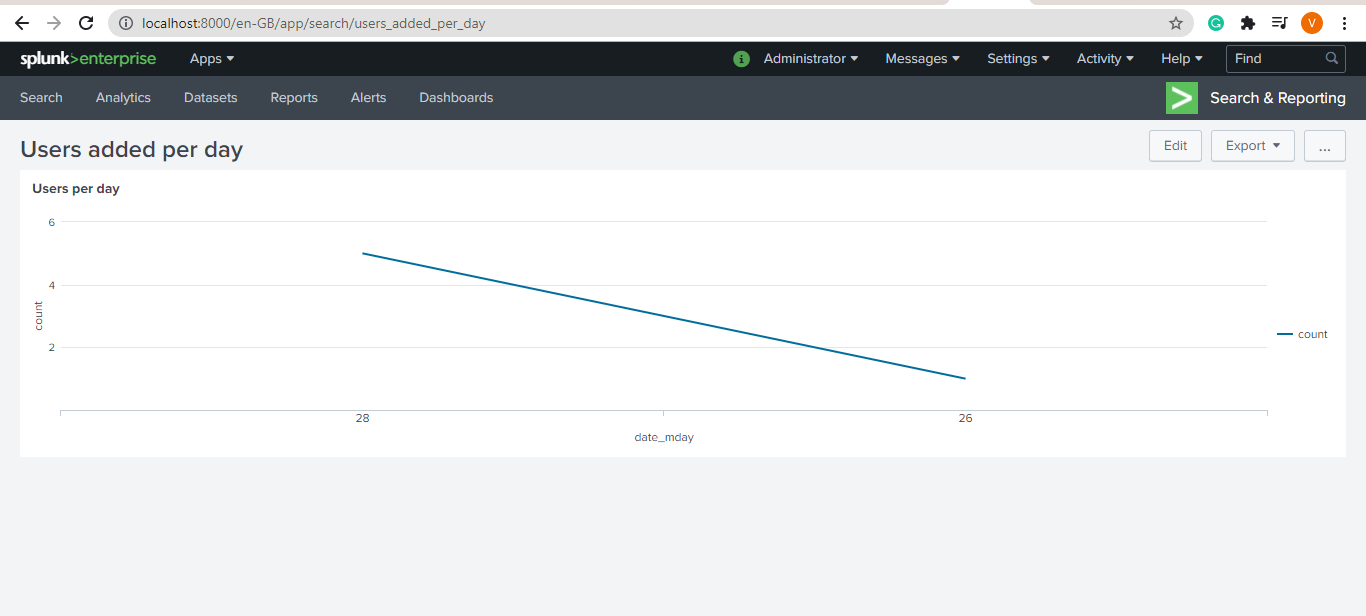 localhost:8000/en-GB/app/search/users_added_per_day
V
splunk>enterprise Apps Administrator Messages Settings Activity Help Find
Search Analytics Datasets Reports Alerts Dashboards Search & Reporting
Users added per day Edit Export ...
Users per day
6
4
2
count
28 26
date_mday
count